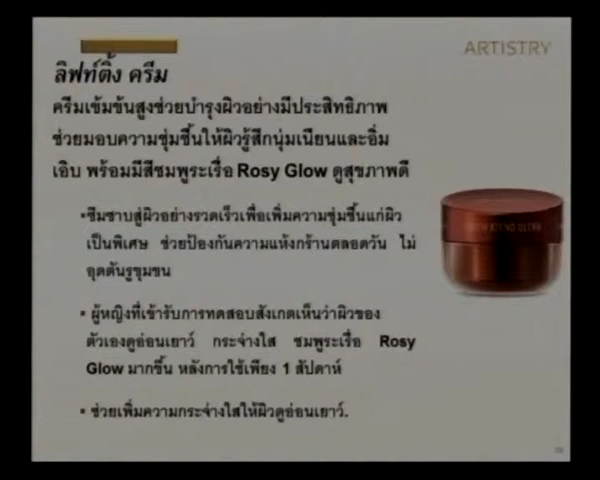 ARTISTRY
ลิฟท์ติ้ง ครีม
ครีมเข้มข้นสูงช่วยบำรุงผิวอย่างมีประสิทธิภาพ
ช่วยมอบความชุ่มชื้นให้ผิวรู้สึกนุ่มเนียนและอิ่ม
เอิบ พร้อมมีสีชมพูระเรื่อ Rosy Glow ดูสุขภาพดี
▪ซึมซาบสู่ผิวอย่างรวดเร็วเพื่อเพิ่มความชุ่มชื้นแก่ผิว
เป็นพิเศษ ช่วยป้องกันความแห้งกร้านตลอดวัน ไม่
อุดตันรูขุมขน
▪ ผู้หญิงที่เข้ารับการทดสอบสังเกตเห็นว่าผิวของ
ตัวเองดูอ่อนเยาว์ กระจ่างใส ชมพูระเรื่อ Rosy
Glow มากขึ้น หลังการใช้เพียง 1 สัปดาห์
▪ ช่วยเพิ่มความกระจ่างใสให้ผิวดูอ่อนเยาว์.